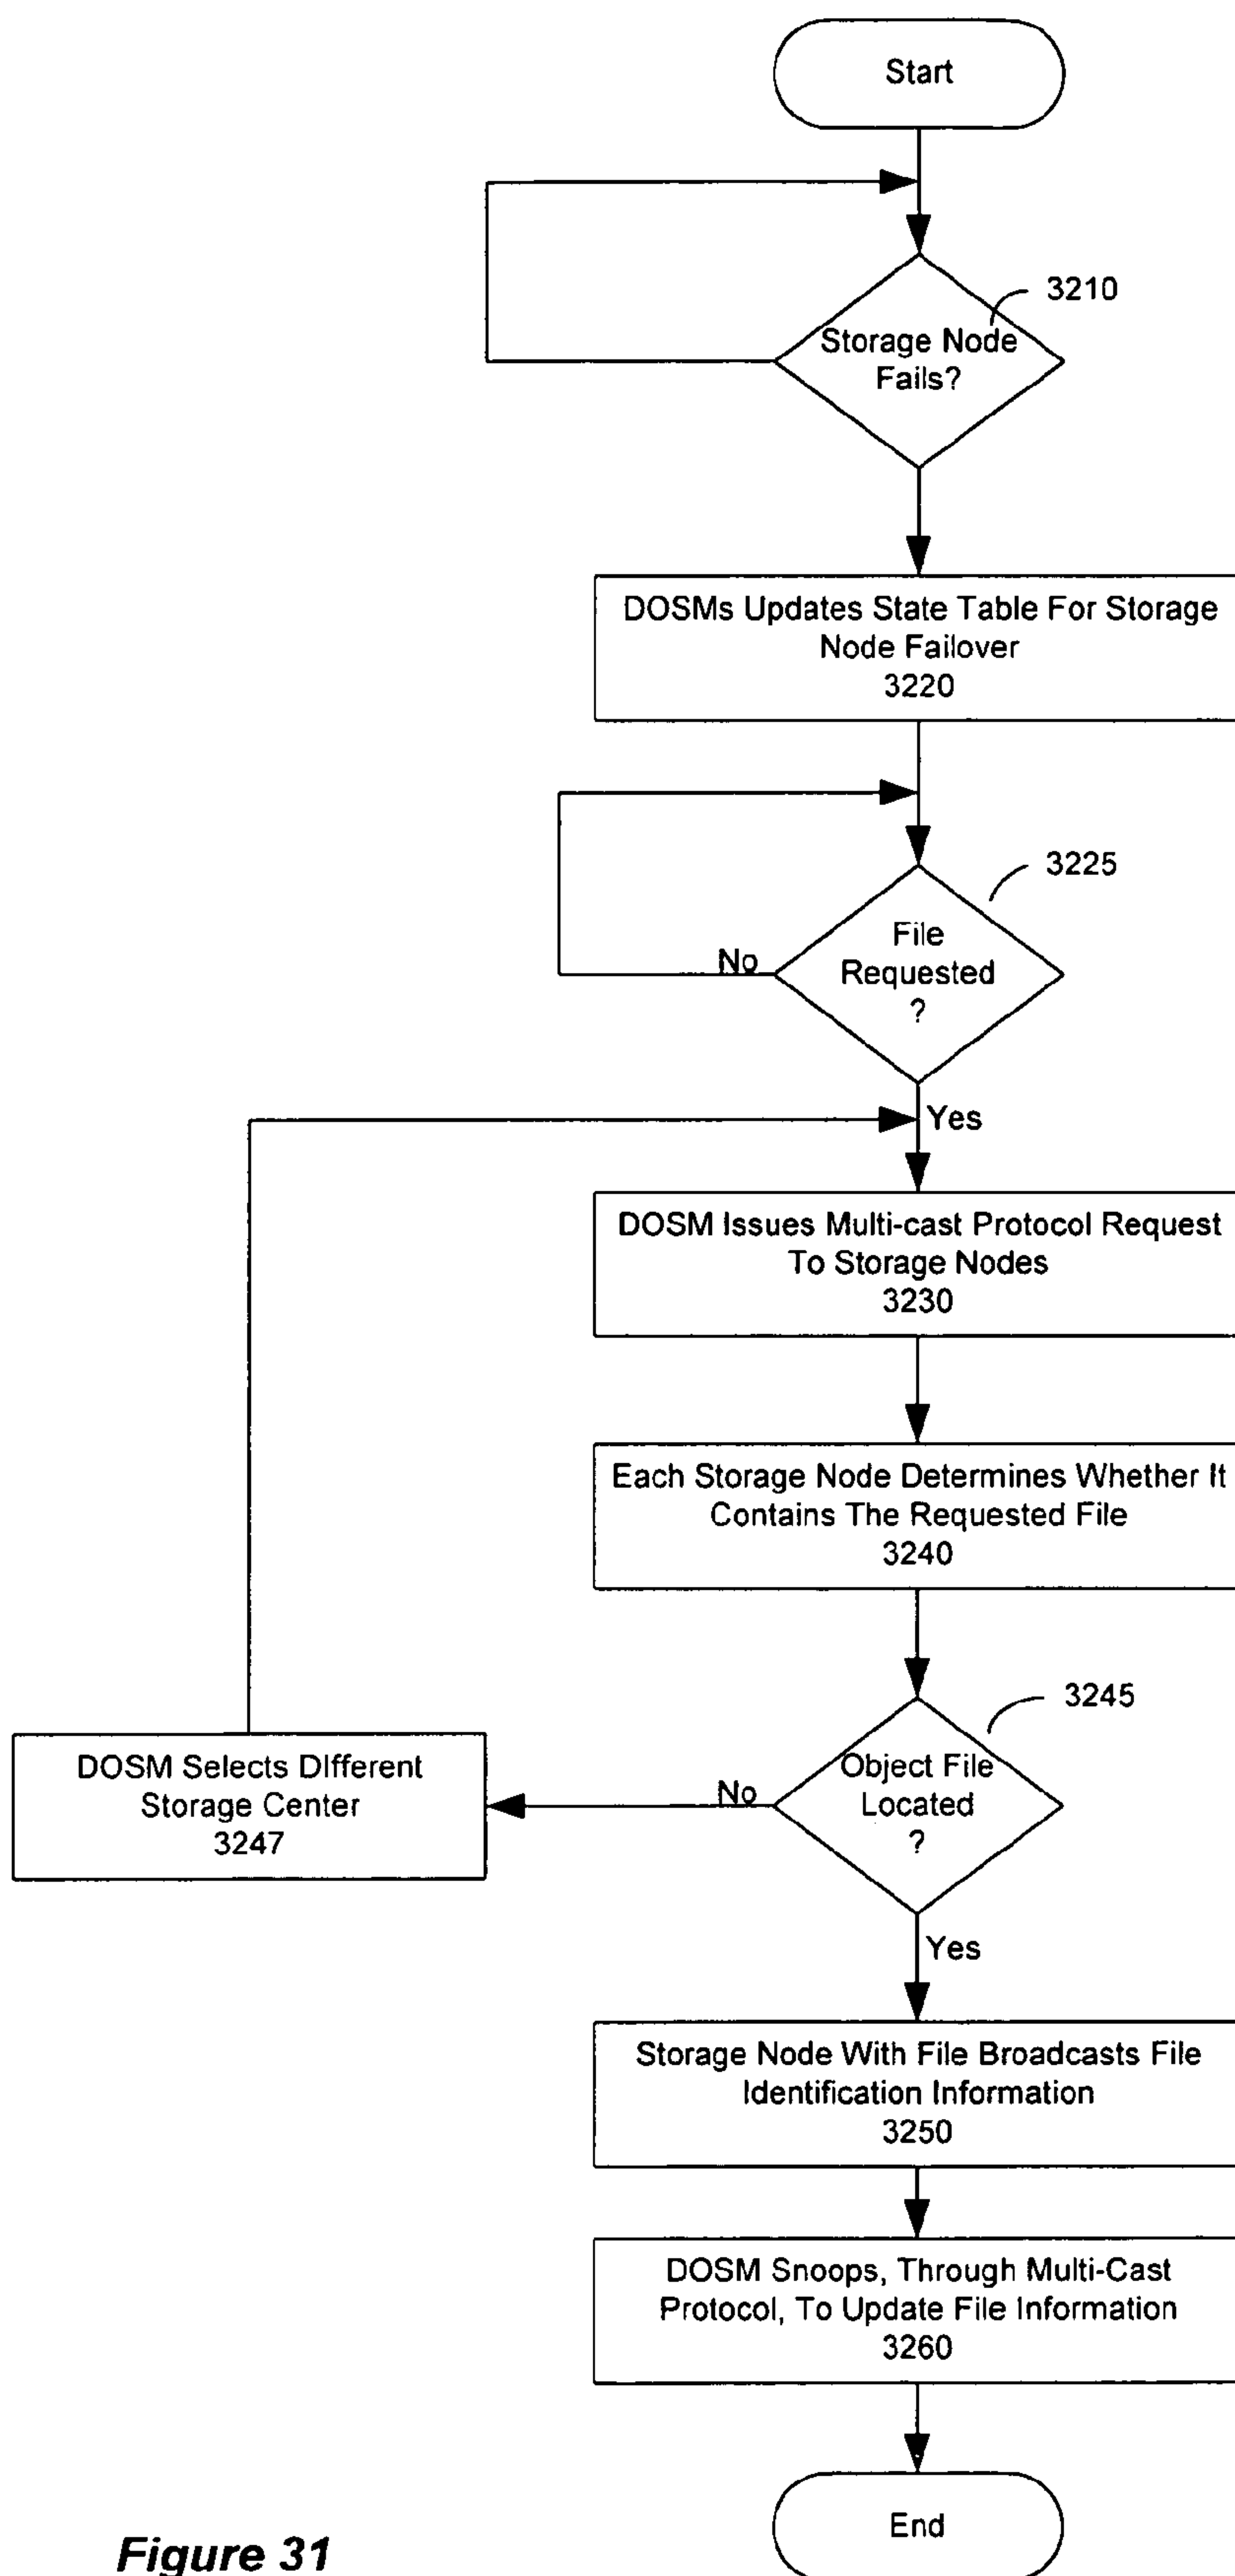 Start
3210
Storage Node
Fails?
DOSMs Updates State Table For Storage
Node Failover
3220
3225
File
Requested
?
No
Yes
DOSM Issues Multi-cast Protocol Request
To Storage Nodes
3230
Each Storage Node Determines Whether It
Contains The Requested File
3240
3245
Object File
Located
?
No
DOSM Selects DIfferent
Storage Center
3247
Yes
Storage Node With File Broadcasts File
Identification Information
3250
DOSM Snoops, Through Multi-Cast
Protocol, To Update File Information
3260
End
Figure 31